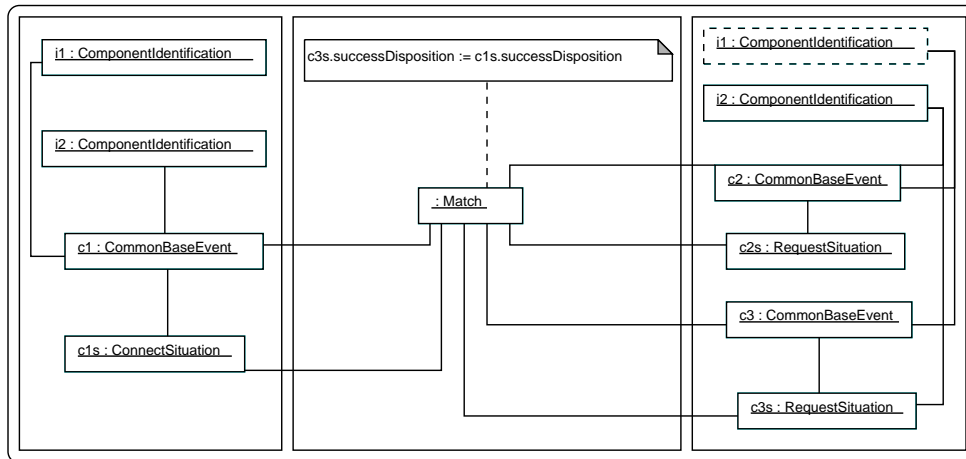 i1 : ComponentIdentification
i2 : ComponentIdentification
c1 : CommonBaseEvent
c1s : ConnectSituation
c3s.successDisposition := c1s.successDisposition
: Match
i1 : ComponentIdentification
i2 : ComponentIdentification
c2 : CommonBaseEvent
c2s : RequestSituation
c3 : CommonBaseEvent
c3s : RequestSituation